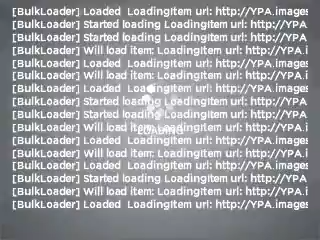 [BulkLoader] Loaded LoadingItem url: http://YPA.images
[BulkLoader] Started loading LoadingItem url: http://YPA
[BulkLoader] Will load item: LoadingItem url: http://YPA.i
[BulkLoader] Loaded LoadingItem url: http://YPA.images
[BulkLoader] Started loading LoadingItem url: http://YPA
[BulkLoader] Will load item: LoadingItem url: http://YPA.i
[BulkLoader] Loaded LoadingItem url: http://YPA.images
[BulkLoader] Started loading LoadingItem url: http://YPA
[BulkLoader] Started loading LoadingItem url: http://YPA
[BulkLoader] Will load item: LoadingItem url: http://YPA.i
LOADING
[BulkLoader] Loaded LoadingItem url: http://YPA.images
[BulkLoader] Will load item: LoadingItem url: http://YPA.i
[BulkLoader] Loaded LoadingItem url: http://YPA.images
[BulkLoader] Started loading LoadingItem url: http://YPA
[BulkLoader] Will load item: LoadingItem url: http://YPA.i
[BulkLoader] Loaded LoadingItem url: http://YPA.images